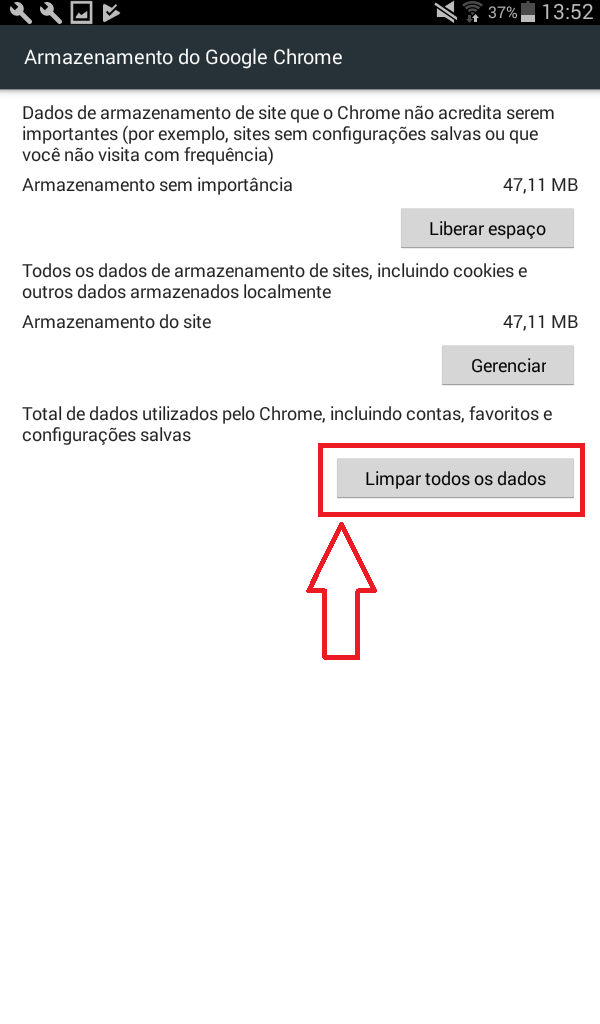 37% 13:52
Armazenamento do Google Chrome
Dados de armazenamento de site que o Chrome não acredita serem
importantes (por exemplo, sites sem configurações salvas ou que
você não visita com frequência)
Armazenamento sem importância 47,11 MB
Liberar espaço
Todos os dados de armazenamento de sites, incluindo cookies e
outros dados armazenados localmente
Armazenamento do site 47,11 MB
Gerenciar
Total de dados utilizados pelo Chrome, incluindo contas, favoritos e
configurações salvas
Limpar todos os dados